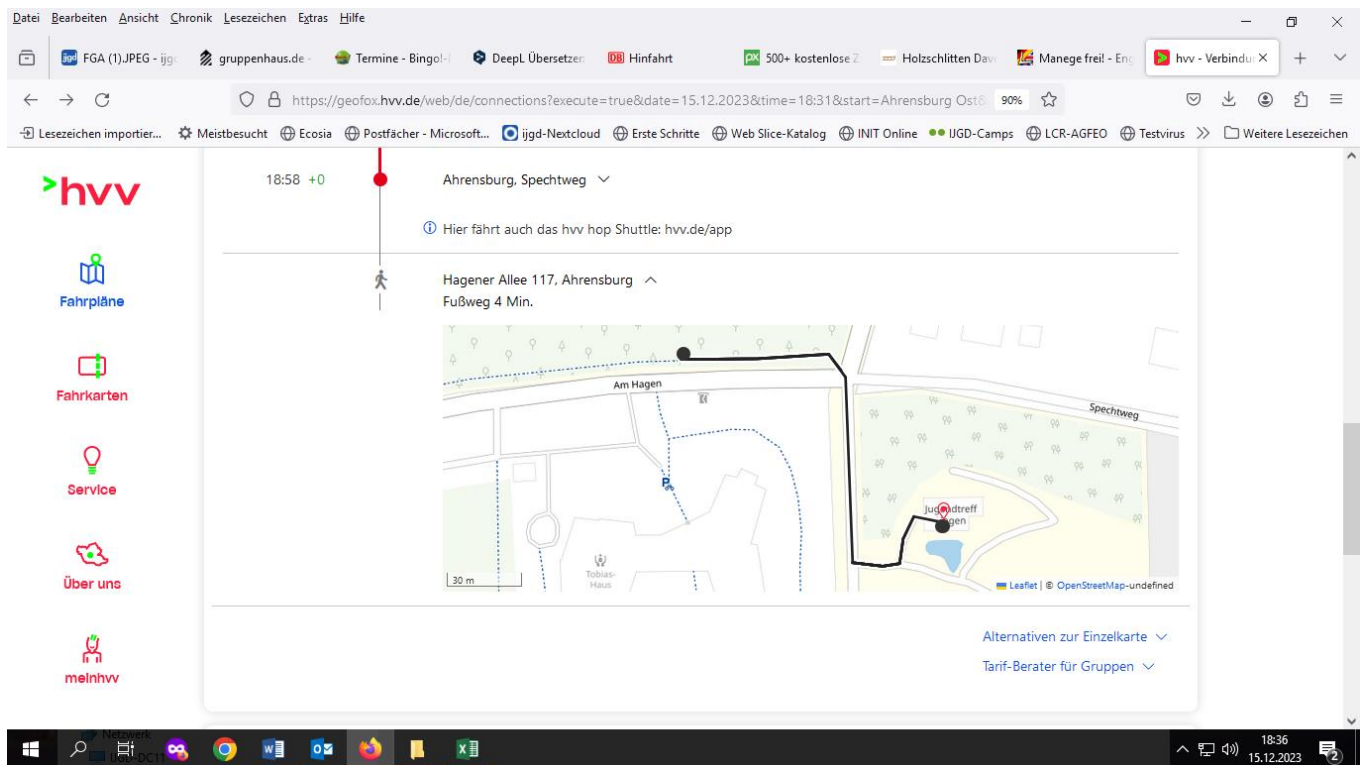 Datei Bearbeiten Ansicht Chronik Lesezeichen Extras Hilfe
FGA (1).JPEG - ijg
gruppenhaus.de -
Termine - Bingo!-
DeepL Übersetzer:
DB Hinfahrt
500+ kostenlose Z
Holzschlitten Dav
Manege frei! - Eng
hvv - Verbindu
https://geofox.hvv.de/web/de/connections?execute=true&date=15.12.2023&time=18:31&start=Ahrensburg Ost&
90%
Lesezeichen importier... Meistbesucht Ecosia Postfächer - Microsoft... ijgd-Nextcloud Erste Schritte Web Slice-Katalog INIT Online IJGD-Camps LCR-AGFEO Testvirus Weitere Lesezeichen
hvv
Fahrpläne
Fahrkarten
Service
Über uns
meinhvv
18:58 +0 Ahrensburg, Spechtweg
Hier fährt auch das hvv hop Shuttle: hvv.de/app
Hagener Allee 117, Ahrensburg
Fußweg 4 Min.
Am Hagen
Spechtweg
P
Tobias-
Haus
30 m
Leaflet | © OpenStreetMap-undefined
Alternativen zur Einzelkarte
Tarif-Berater für Gruppen
Netzwerk
18:36
15.12.2023
2